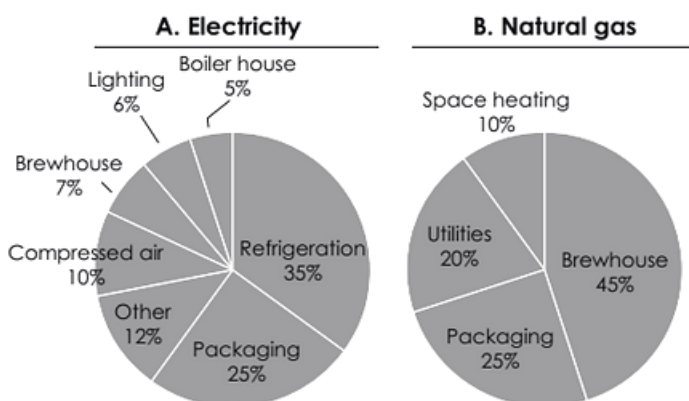 A. Electricity
Boiler house
5%
Lighting
6%
Brewhouse
7%
Compressed air
10%
Other
12%
Packaging
25%
Refrigeration
35%
B. Natural gas
Space heating
10%
Utilities
20%
Packaging
25%
Brewhouse
45%